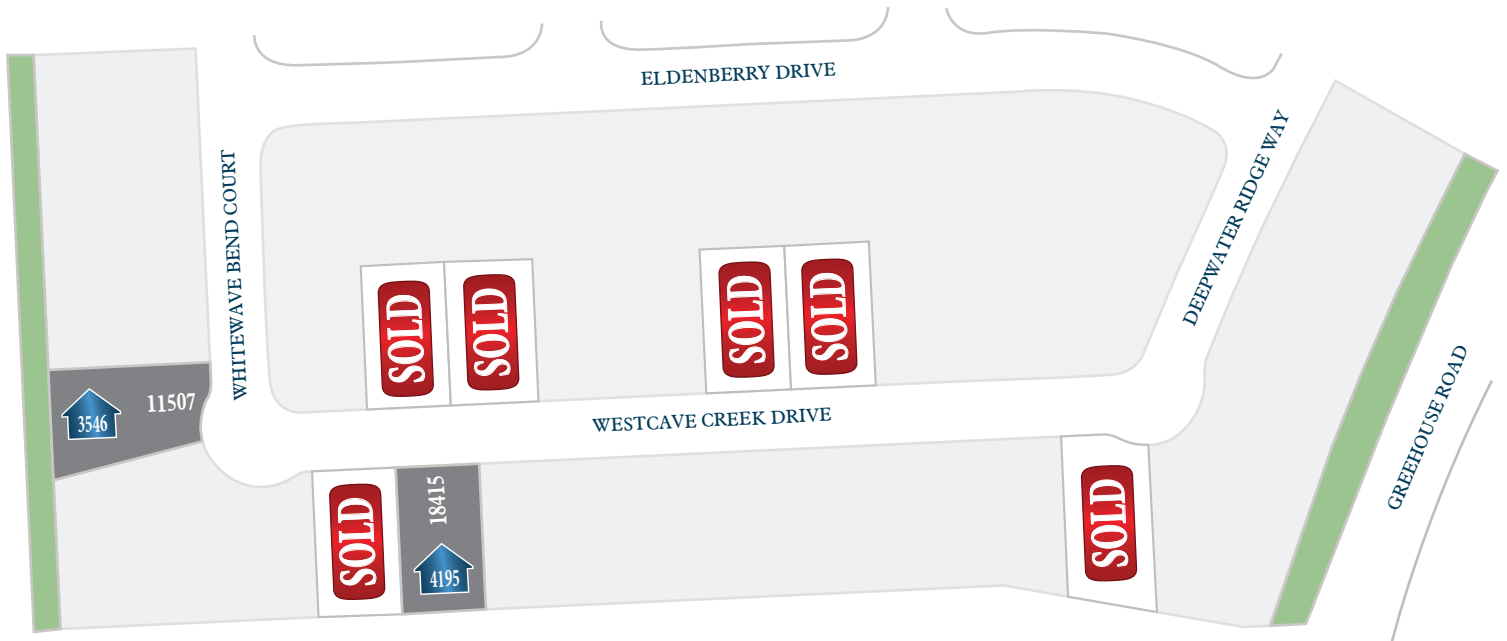 ELDENBERRY DRIVE
WHITEWAVE BEND COURT
DEEPWATER RIDGE WAY
SOLD
SOLD
SOLD
SOLD
11507
3546
WESTCAVE CREEK DRIVE
GREEHOUSE ROAD
SOLD
18415
4195
SOLD